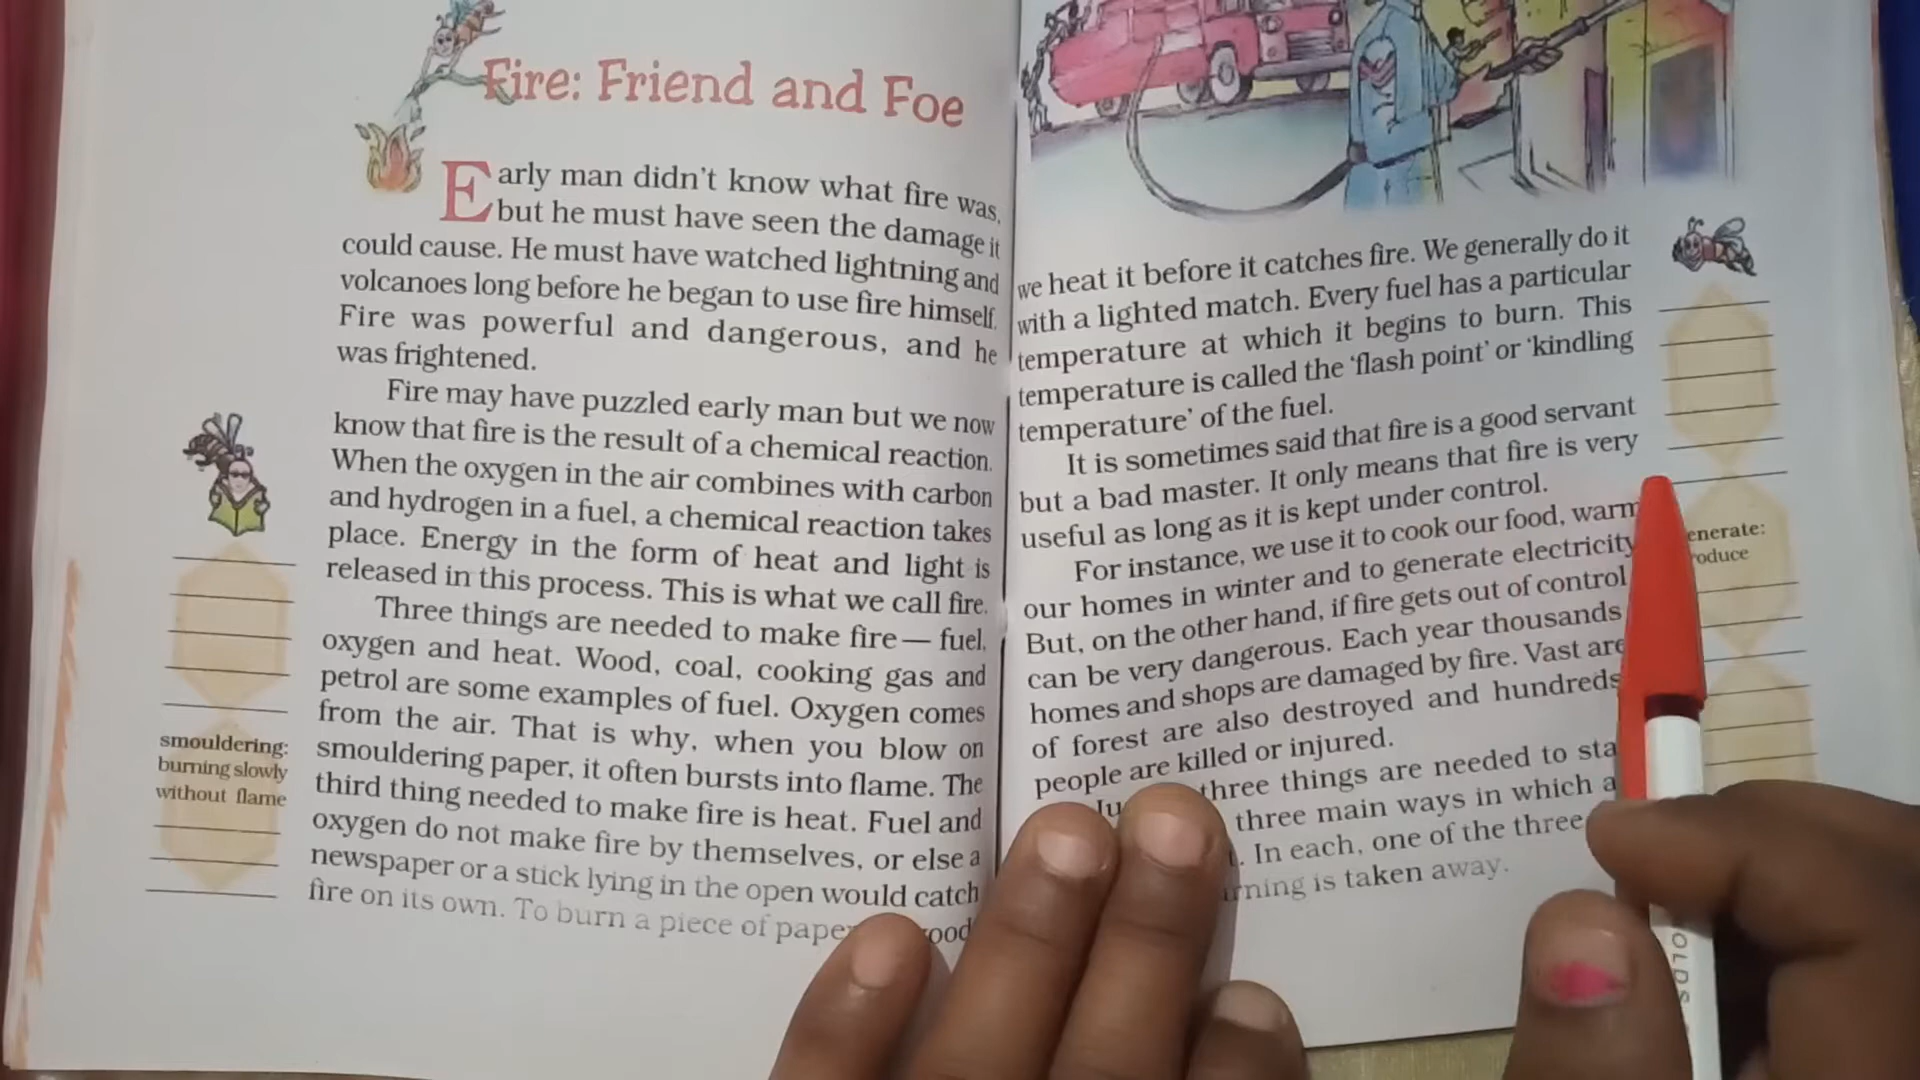 Fire: Friend and Foe
Early man didn't know what fire was,
but he must have seen the damage it
could cause. He must have watched lightning and
volcanoes long before he began to use fire himself.
Fire was powerful and dangerous, and he
was frightened.
Fire may have puzzled early man but we now
know that fire is the result of a chemical reaction.
When the oxygen in the air combines with carbon
and hydrogen in a fuel, a chemical reaction takes
place. Energy in the form of heat and light is
released in this process. This is what we call fire.
Three things are needed to make fire — fuel,
oxygen and heat. Wood, coal, cooking gas and
petrol are some examples of fuel. Oxygen comes
from the air. That is why, when you blow on
smouldering paper, it often bursts into flame. The
third thing needed to make fire is heat. Fuel and
oxygen do not make fire by themselves, or else a
newspaper or a stick lying in the open would catch
fire on its own. To burn a piece of pape ood
smouldering:
burning slowly
without flame
we heat it before it catches fire. We generally do it
with a lighted match. Every fuel has a particular
temperature at which it begins to burn. This
temperature is called the 'flash point' or 'kindling
temperature' of the fuel.
It is sometimes said that fire is a good servant
but a bad master. It only means that fire is very
useful as long as it is kept under control.
For instance, we use it to cook our food, warm
our homes in winter and to generate electricity
But, on the other hand, if fire gets out of control
can be very dangerous. Each year thousands
homes and shops are damaged by fire. Vast are
of forest are also destroyed and hundreds
people are killed or injured.
Ju three things are needed to sta
three main ways in which a
. In each, one of the three
rning is taken away.
enerate:
roduce
OLDS